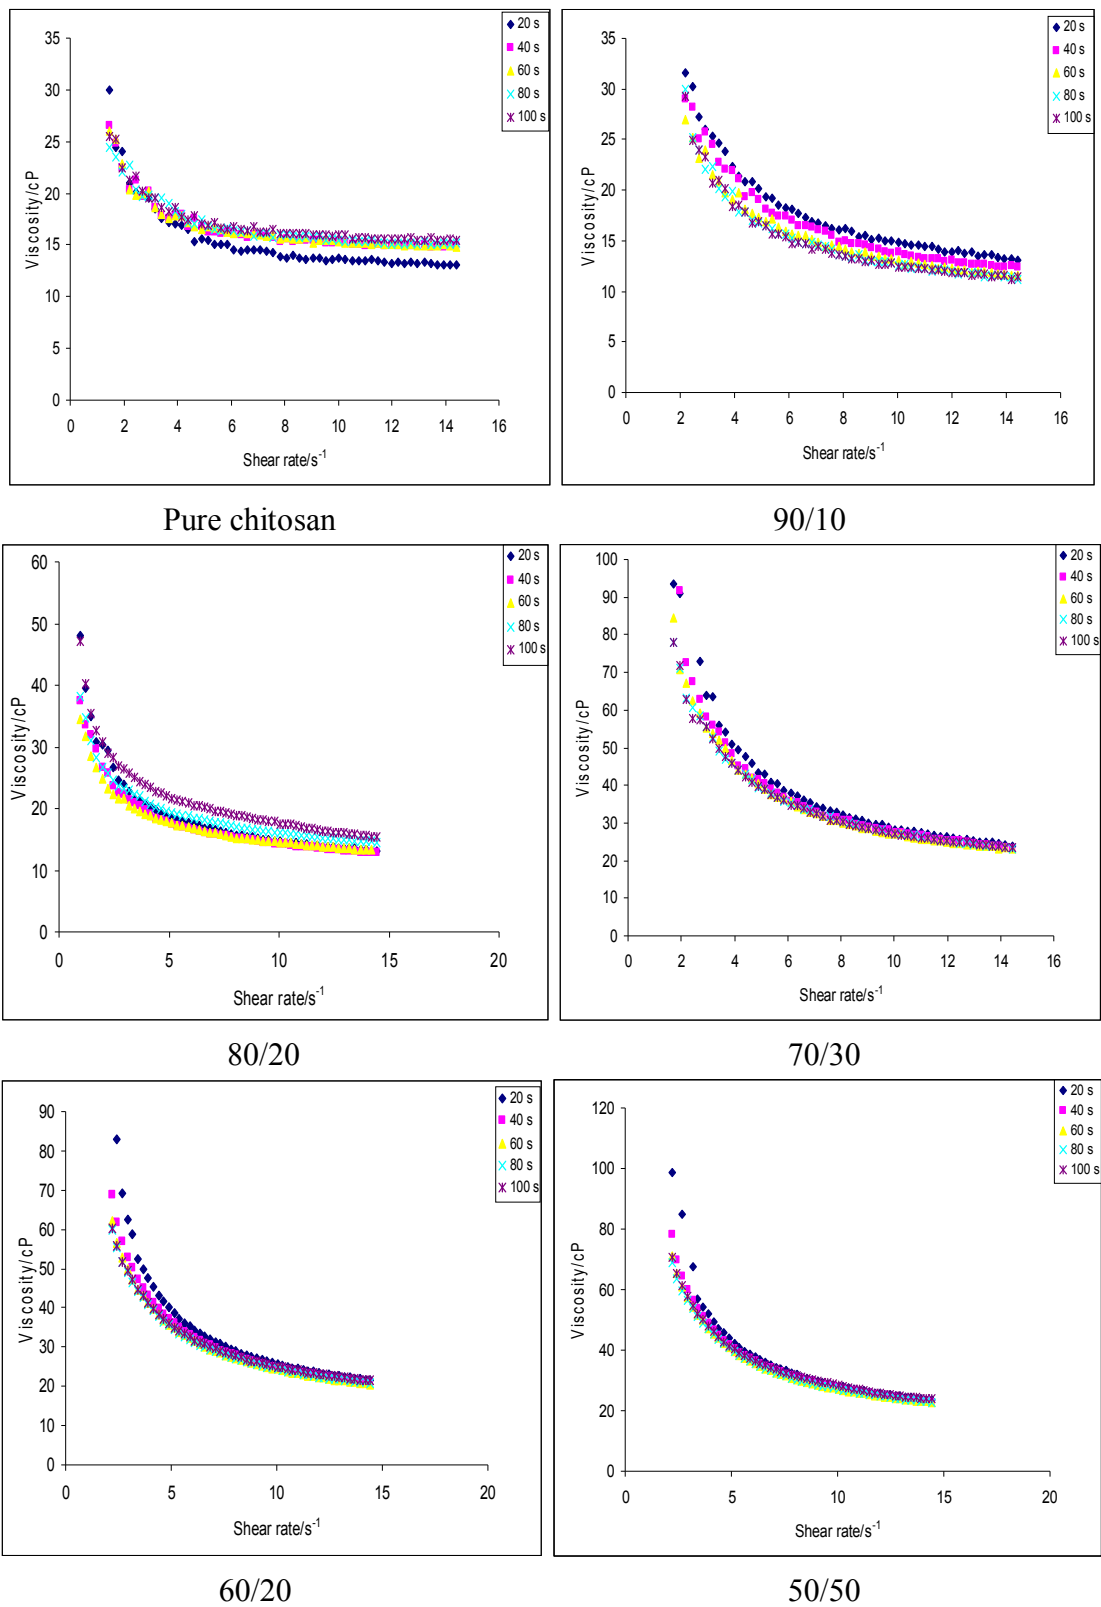 35
30
25
20
15
10
5
0
Viscosity/cP
0 2 4 6 8 10 12 14 16
Shear rate/s-1
20 s
40 s
60 s
80 s
100 s
Pure chitosan
35
30
25
20
15
10
5
0
Viscosity/cP
0 2 4 6 8 10 12 14 16
Shear rate/s-1
20 s
40 s
60 s
80 s
100 s
90/10
60
50
40
30
20
10
0
Viscosity/cP
0 5 10 15 20
Shear rate/s-1
20 s
40 s
60 s
80 s
100 s
80/20
100
90
80
70
60
50
40
30
20
10
0
Viscosity/cP
0 2 4 6 8 10 12 14 16
Shear rate/s-1
20 s
40 s
60 s
80 s
100 s
70/30
90
80
70
60
50
40
30
20
10
0
Viscosity/cP
0 5 10 15 20
Shear rate/s-1
20 s
40 s
60 s
80 s
100 s
60/20
120
100
80
60
40
20
0
Viscosity/cP
0 5 10 15 20
Shear rate/s-1
20 s
40 s
60 s
80 s
100 s
50/50